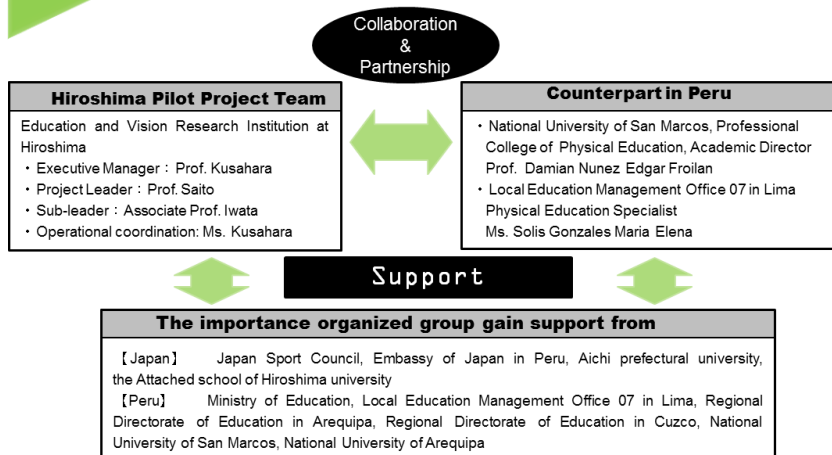 Collaboration
&
Partnership
Hiroshima Pilot Project Team
Education and Vision Research Institution at
Hiroshima
・Executive Manager：Prof. Kusahara
・Project Leader：Prof. Saito
・Sub-leader：Associate Prof. Iwata
・Operational coordination: Ms. Kusahara
Counterpart in Peru
・National University of San Marcos, Professional
College of Physical Education, Academic Director
Prof. Damian Nunez Edgar Froilan
・Local Education Management Office 07 in Lima
Physical Education Specialist
Ms. Solis Gonzales Maria Elena
Support
The importance organized group gain support from
【Japan】 Japan Sport Council, Embassy of Japan in Peru, Aichi prefectural university,
the Attached school of Hiroshima university
【Peru】 Ministry of Education, Local Education Management Office 07 in Lima, Regional
Directorate of Education in Arequipa, Regional Directorate of Education in Cuzco, National
University of San Marcos, National University of Arequipa